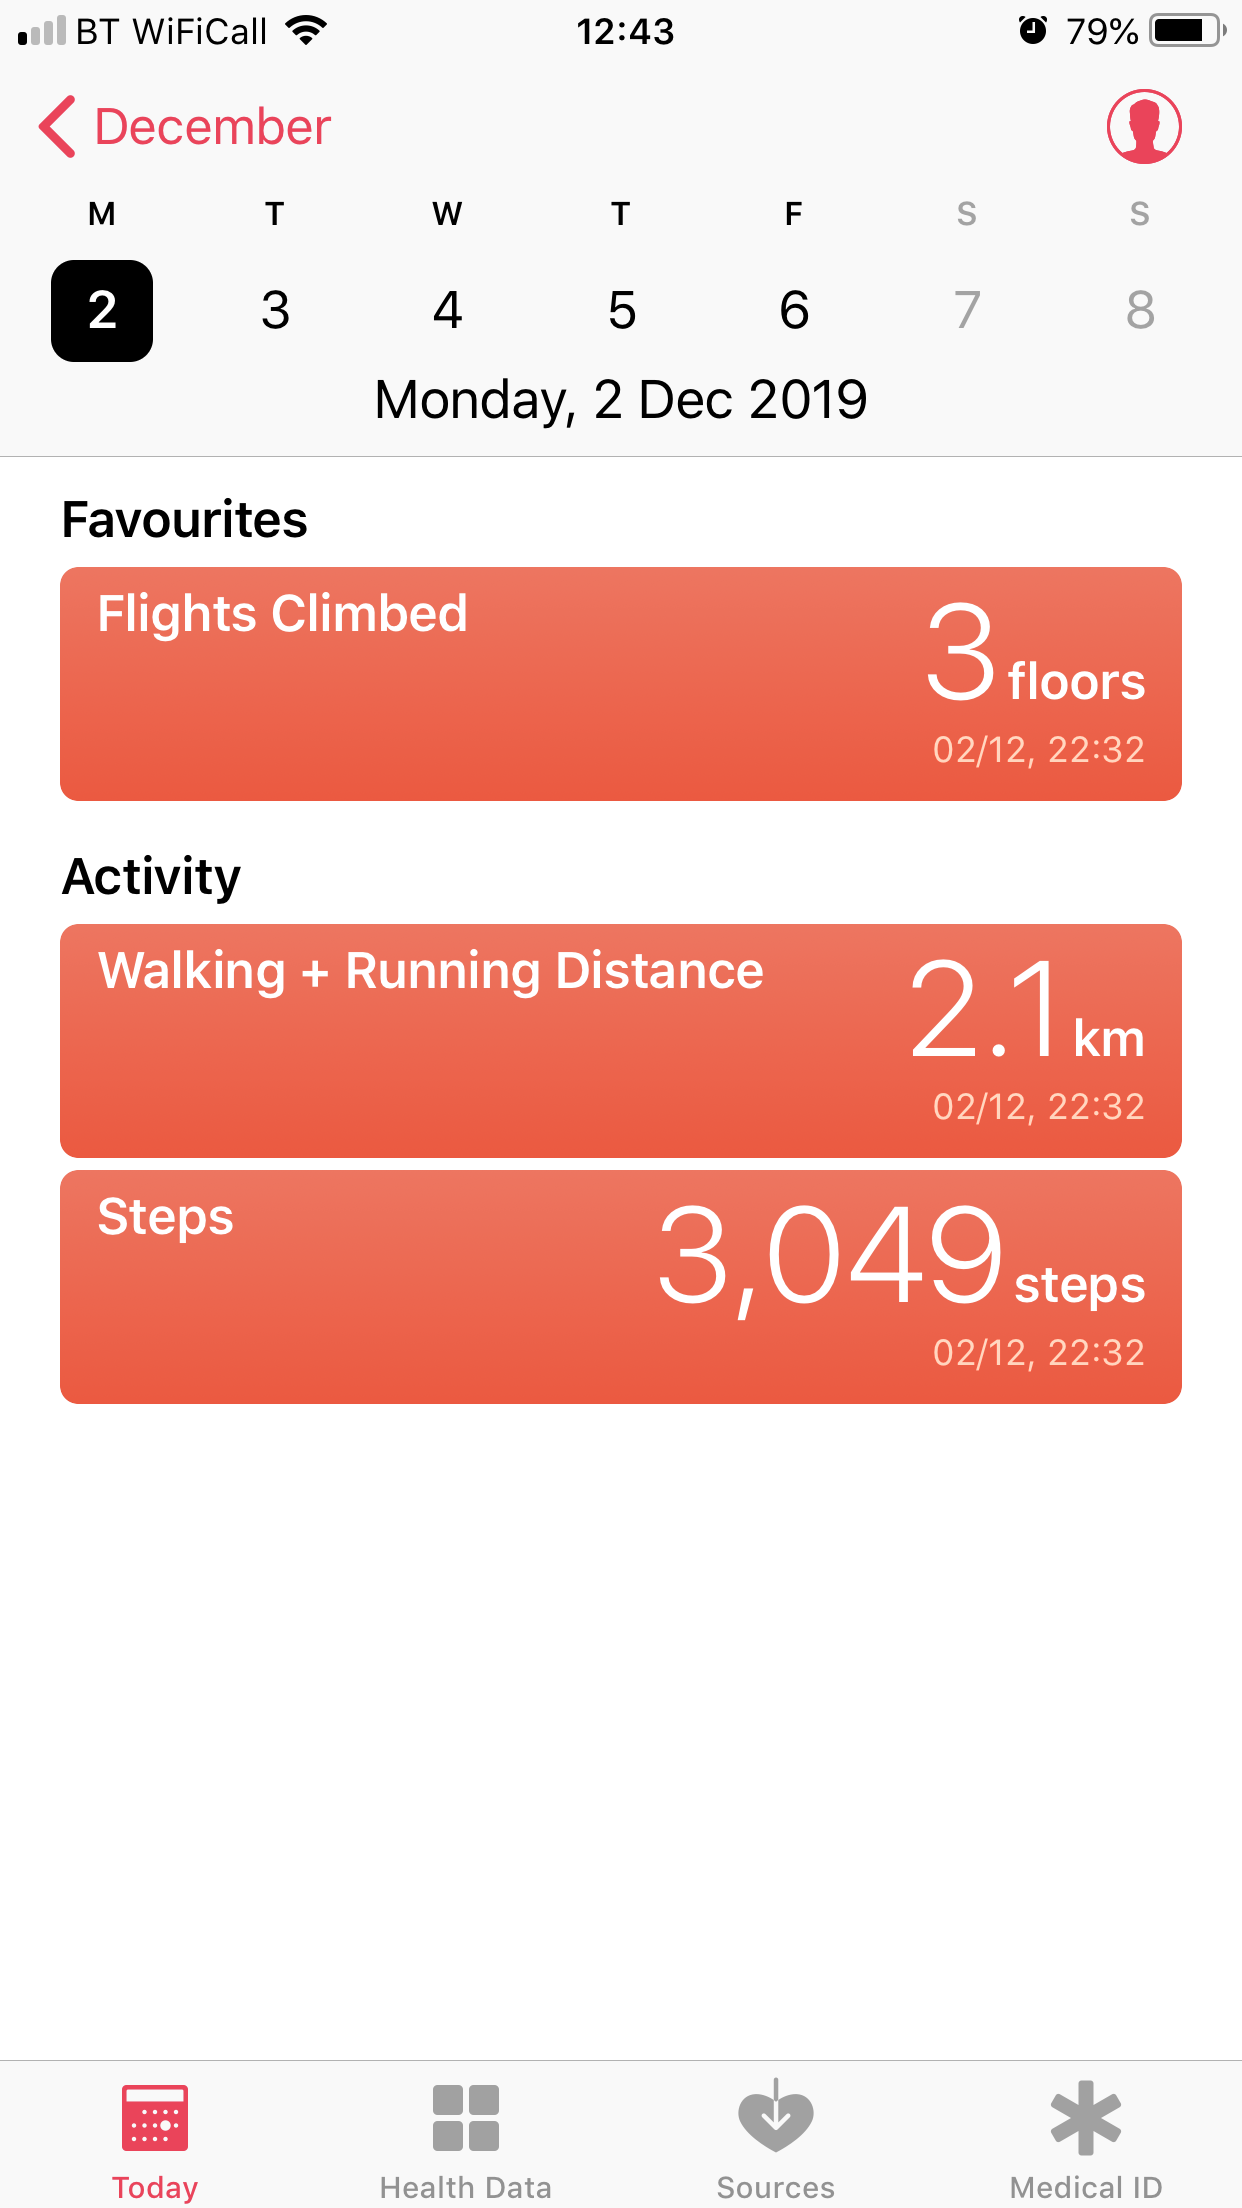 BT WiFiCall 12:43 79%
December
M T W T F S S
2 3 4 5 6 7 8
Monday, 2 Dec 2019
Favourites
Flights Climbed
3 floors
02/12, 22:32
Activity
Walking + Running Distance
2.1 km
02/12, 22:32
Steps
3,049 steps
02/12, 22:32
Today Health Data Sources Medical ID